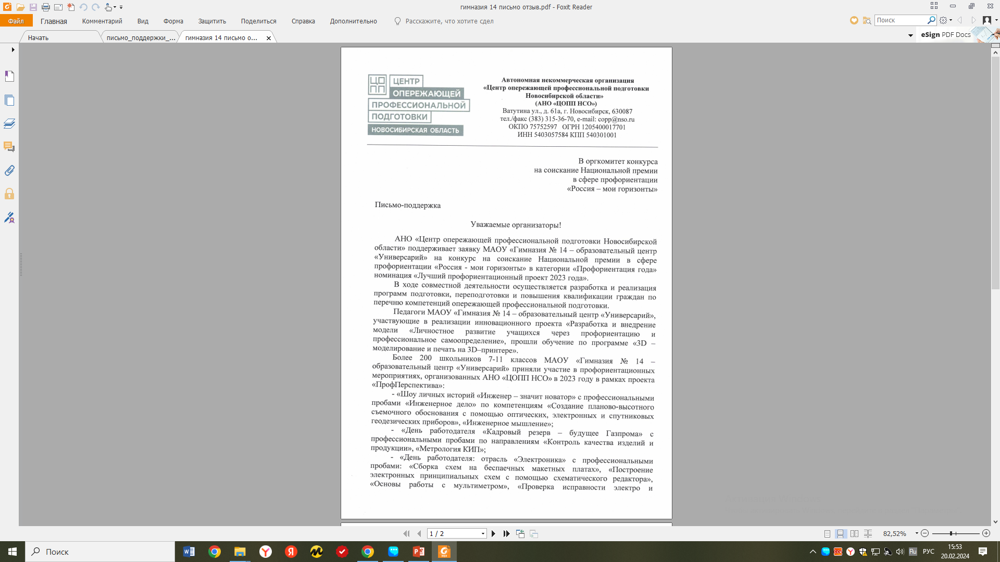 гимназия 14 письмо отзыв.pdf - Foxit Reader
Файл Главная Комментарий Вид Форма Защитить Поделиться Справка Дополнительно Расскажите, что хотите сдел Поиск
Начать письмо_поддержки_... гимназия 14 письмо о... eSign PDF Docs
ЦОПП
ЦЕНТР
ОПЕРЕЖАЮЩЕЙ
ПРОФЕССИОНАЛЬНОЙ
ПОДГОТОВКИ
НОВОСИБИРСКАЯ ОБЛАСТЬ
Автономная некоммерческая организация
«Центр опережающей профессиональной подготовки
Новосибирской области»
(АНО «ЦОПП НСО»)
Ватутина ул., д. 61а, г. Новосибирск, 630087
тел./факс (383) 315-36-70, e-mail: copp@nso.ru
ОКПО 75752597 ОГРН 1205400017701
ИНН 5403057584 КПП 540301001
В оргкомитет конкурса
на соискание Национальной премии
в сфере профориентации
«Россия – мои горизонты»
Письмо-поддержка
Уважаемые организаторы!
АНО «Центр опережающей профессиональной подготовки Новосибирской
области» поддерживает заявку МАОУ «Гимназия № 14 – образовательный центр
«Универсарий» на конкурс на соискание Национальной премии в сфере
профориентации «Россия - мои горизонты» в категории «Профориентация года»
номинация «Лучший профориентационный проект 2023 года».
В ходе совместной деятельности осуществляется разработка и реализация
программ подготовки, переподготовки и повышения квалификации граждан по
перечню компетенций опережающей профессиональной подготовки.
Педагоги МАОУ «Гимназия № 14 – образовательный центр «Универсарий»,
участвующие в реализации инновационного проекта «Разработка и внедрение
модели «Личностное развитие учащихся через профориентацию и
профессиональное самоопределение», прошли обучение по программе «3D –
моделирование и печать на 3D–принтере».
Более 200 школьников 7-11 классов МАОУ «Гимназия № 14 –
образовательный центр «Универсарий» приняли участие в профориентационных
мероприятиях, организованных АНО «ЦОПП НСО» в 2023 году в рамках проекта
«ПрофПерспектива»:
- «Шоу личных историй «Инженер – значит новатор» с профессиональными
пробами «Инженерное дело» по компетенциям «Создание планово-высотного
съемочного обоснования с помощью оптических, электронных и спутниковых
геодезических приборов», «Инженерное мышление»;
- «День работодателя «Кадровый резерв – будущее Газпрома» с
профессиональными пробами по направлениям «Контроль качества изделий и
продукции», «Метрология КИП»;
- «День работодателя: отрасль «Электроника» с профессиональными
пробами: «Сборка схем на беспаечных макетных платах», «Построение
электронных принципиальных схем с помощью схематического редактора»,
«Основы работы с мультиметром», «Проверка исправности электро и
1 / 2 82,52%
Поиск РУС 15:53
20.02.2024